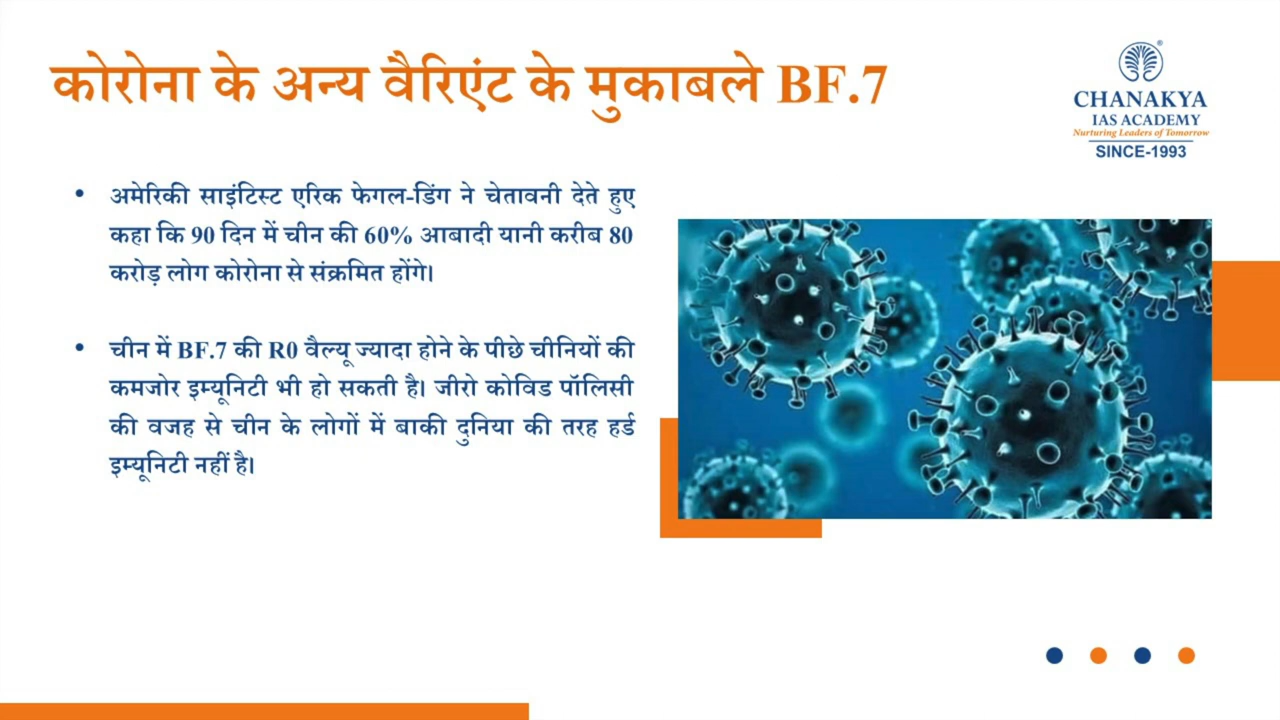 कोरोना के अन्य वैरिएंट के मुकाबले BF.7
CHANAKYA
IAS ACADEMY
Nurturing Leaders of Tomorrow
SINCE-1993
• अमेरिकी साइंटिस्ट एरिक फेगल-डिंग ने चेतावनी देते हुए
कहा कि 90 दिन में चीन की 60% आबादी यानी करीब 80
करोड़ लोग कोरोना से संक्रमित होंगे।
• चीन में BF.7 की R0 वैल्यू ज्यादा होने के पीछे चीनियों की
कमजोर इम्यूनिटी भी हो सकती है। जीरो कोविड पॉलिसी
की वजह से चीन के लोगों में बाकी दुनिया की तरह हर्ड
इम्यूनिटी नहीं है।